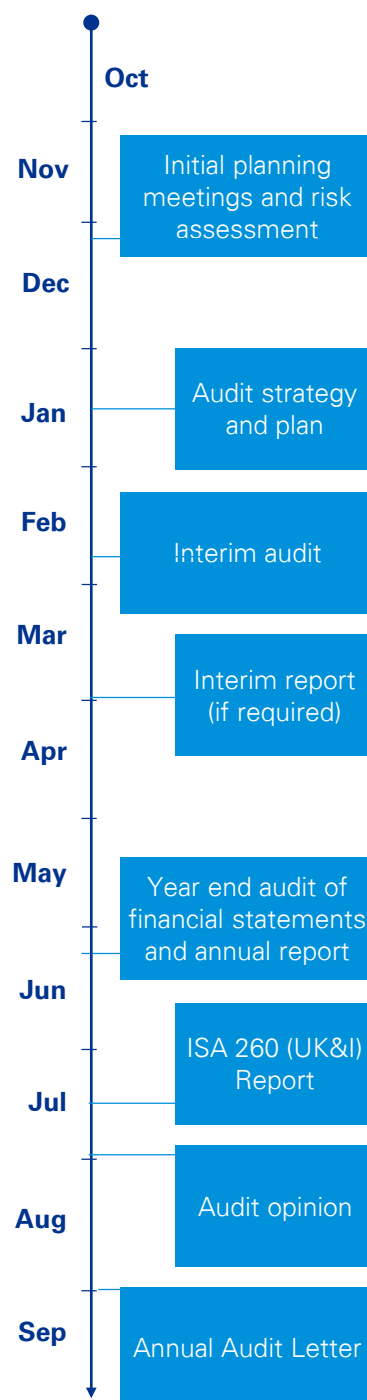 Oct
Nov
Initial planning
meetings and risk
assessment
Dec
Audit strategy
and plan
Jan
Feb
Interim audit
Mar
Interim report
(if required)
Apr
May
Year end audit of
financial statements
and annual report
Jun
ISA 260 (UK&I)
Report
Jul
Audit opinion
Aug
Sep
Annual Audit Letter